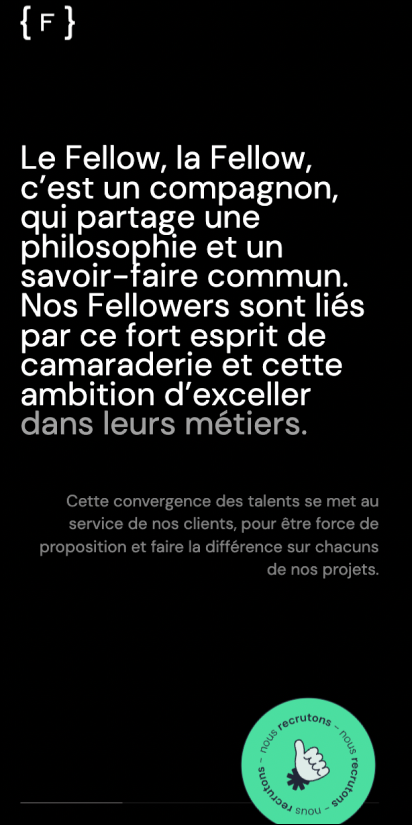 { F }
Le Fellow, la Fellow,
c’est un compagnon,
qui partage une
philosophie et un
savoir-faire commun.
Nos Fellowers sont liés
par ce fort esprit de
camaraderie et cette
ambition d’exceller
dans leurs métiers.
Cette convergence des talents se met au
service de nos clients, pour être force de
proposition et faire la différence sur chacuns
de nos projets.
nous recrutons - nous recrutons - nous recrutons -